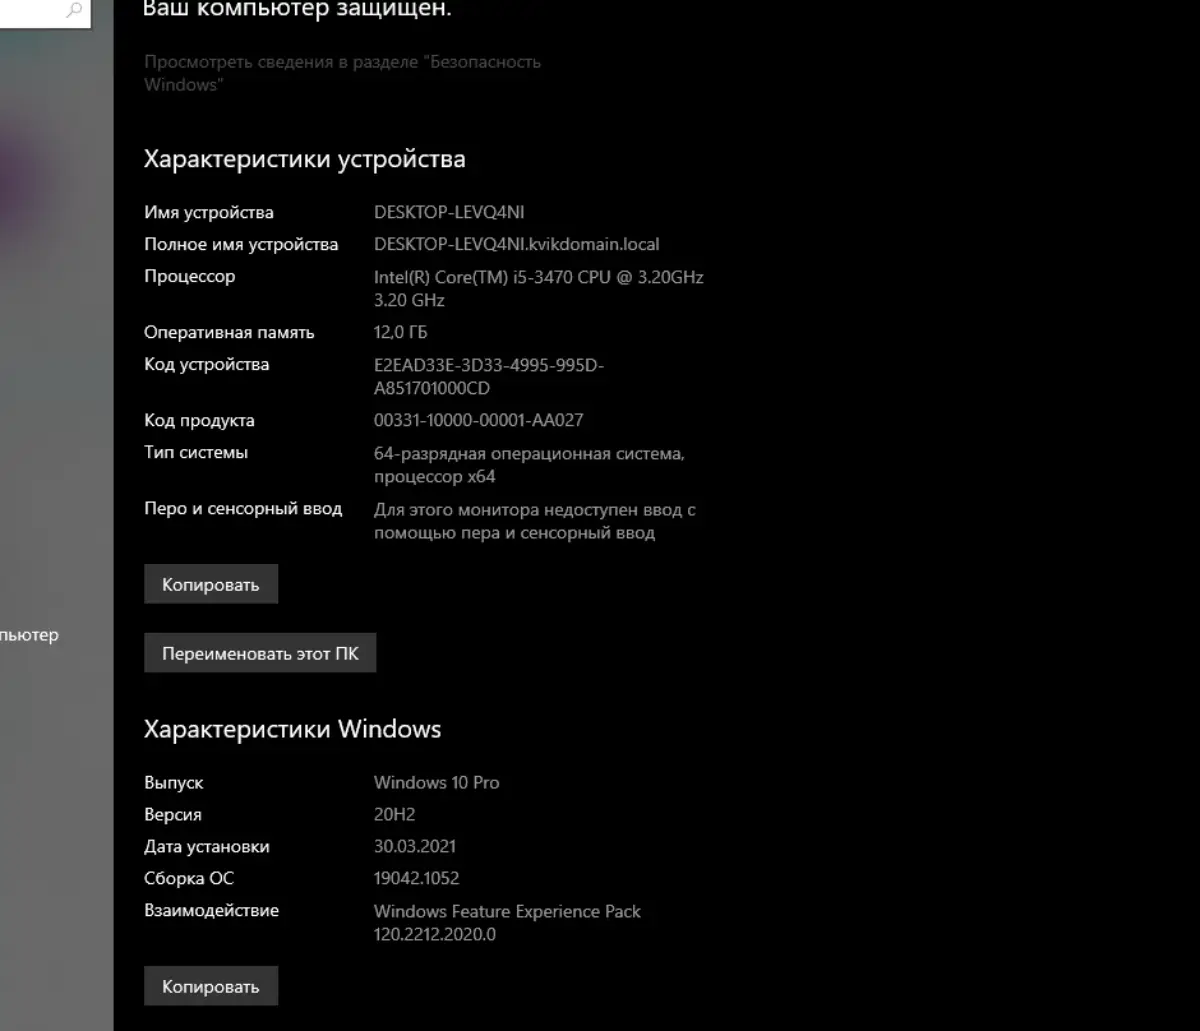 Ваш компьютер защищен.
Просмотреть сведения в разделе "Безопасность
Windows"
Характеристики устройства
Имя устройства DESKTOP-LEVQ4NI
Полное имя устройства DESKTOP-LEVQ4NI.kvikdomain.local
Процессор Intel(R) Core(TM) i5-3470 CPU @ 3.20GHz
3.20 GHz
Оперативная память 12,0 ГБ
Код устройства E2EAD33E-3D33-4995-995D-
A851701000CD
Код продукта 00331-10000-00001-AA027
Тип системы 64-разрядная операционная система,
процессор x64
Перо и сенсорный ввод Для этого монитора недоступен ввод с
помощью пера и сенсорный ввод
Копировать
пьютер
Переименовать этот ПК
Характеристики Windows
Выпуск Windows 10 Pro
Версия 20H2
Дата установки 30.03.2021
Сборка ОС 19042.1052
Взаимодействие Windows Feature Experience Pack
120.2212.2020.0
Копировать